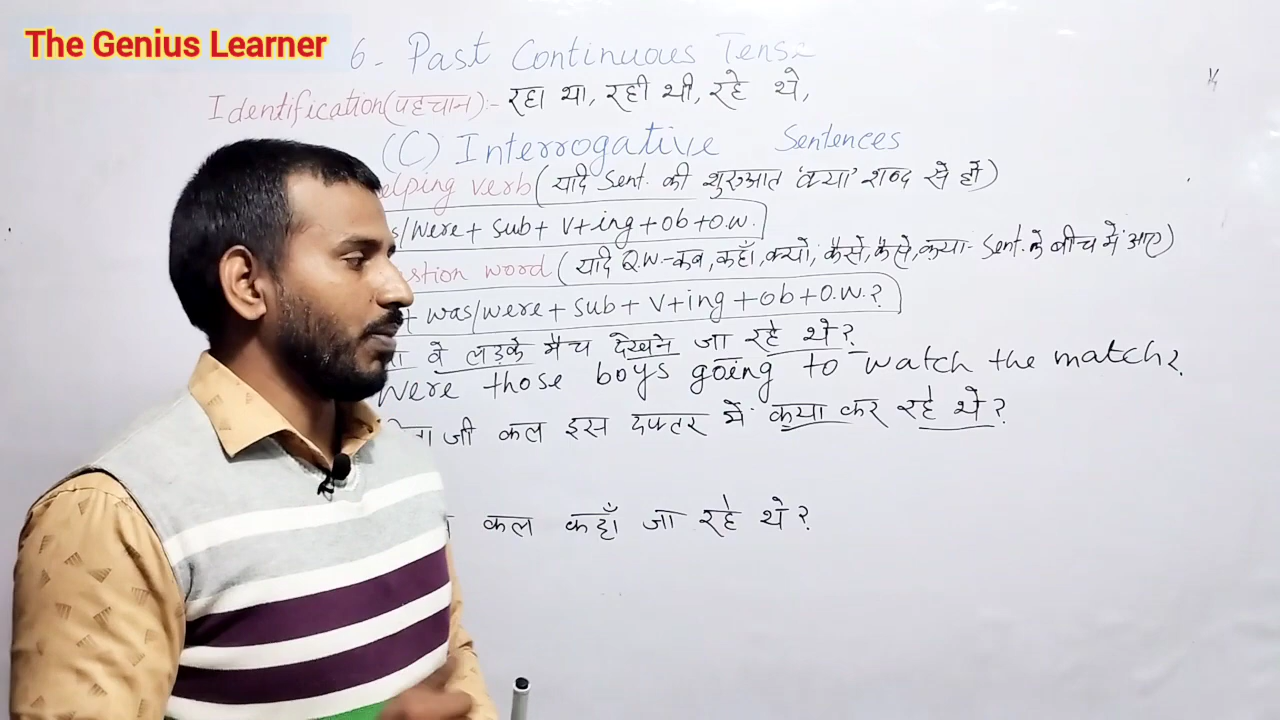 The Genius Learner
6- Past Continuous Tense
Identification(पहचान):- रहा था, रही थी, रहे थे,
(C) Interrogative Sentences
elping verb (यदि Sent. की शुरुआत 'क्या' शब्द से हो)
s/were + sub + v+ing + ob + o.w.
stion word (यदि Q.W.-कब, कहाँ, क्यों, कैसे, कैसे, क्या- Sent. के बीच में आए)
+ was/were + sub + v+ing + ob + o.w.?
वे लड़के मैच देखने जा रहे थे?
Were those boys going to watch the match?
जी कल इस दफ्तर में क्या कर रहे थे?
कल कहाँ जा रहे थे?